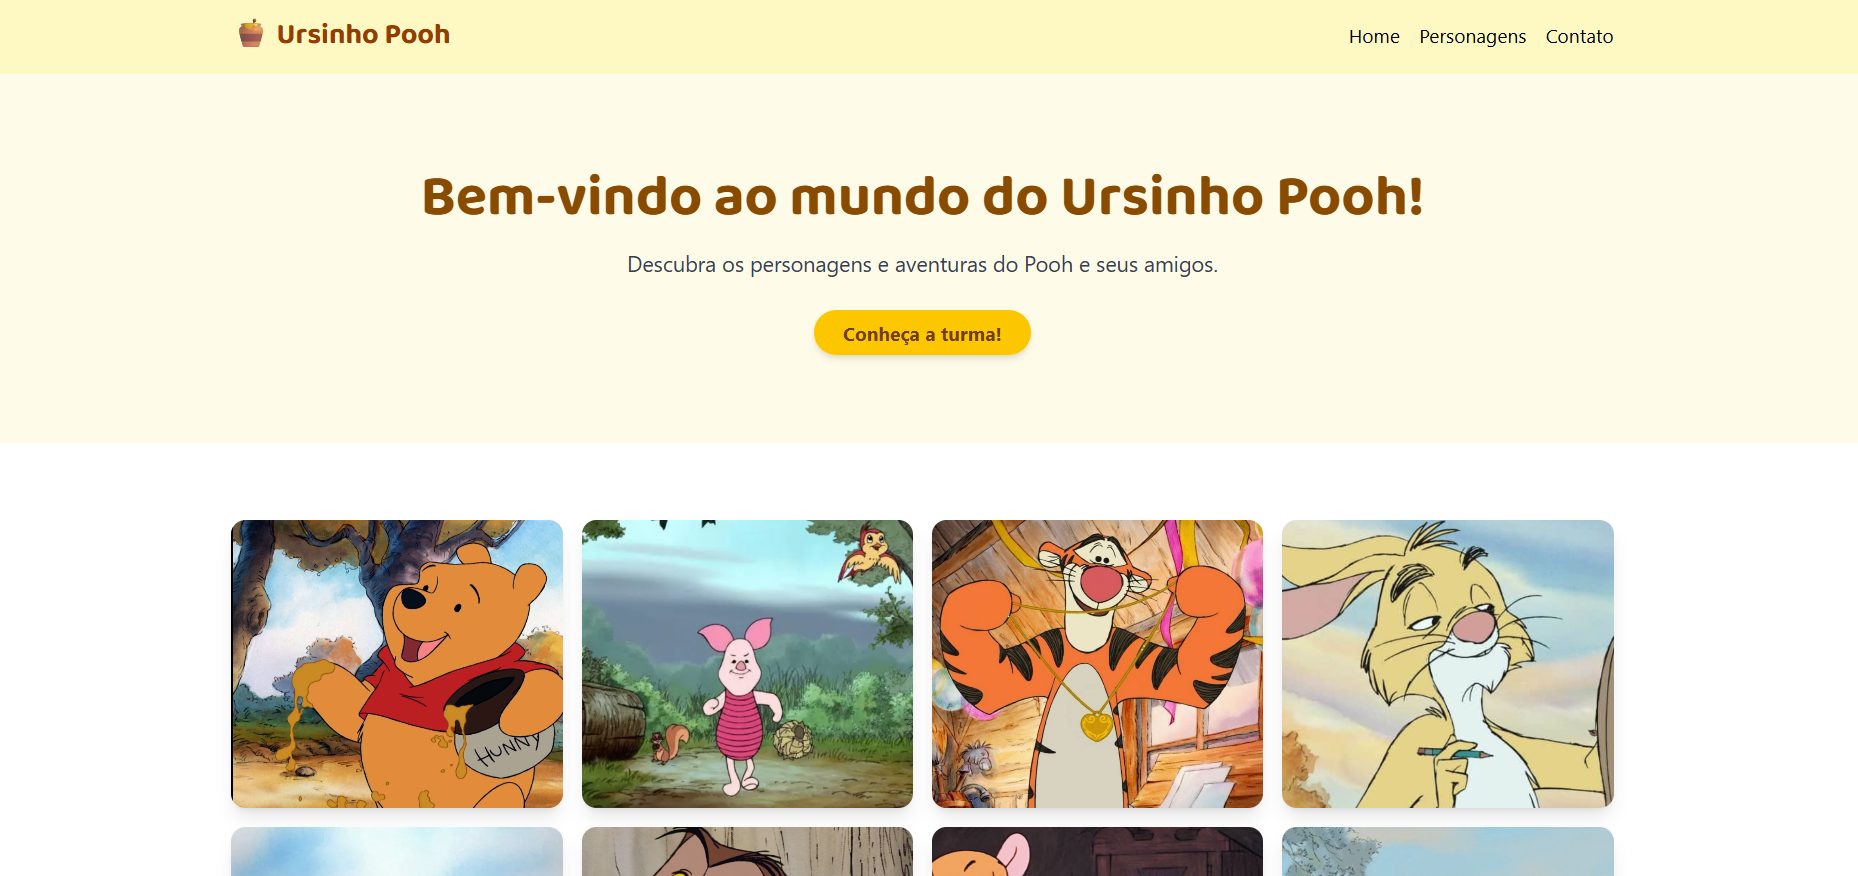 Ursinho Pooh
Home Personagens Contato
Bem-vindo ao mundo do Ursinho Pooh!
Descubra os personagens e aventuras do Pooh e seus amigos.
Conheça a turma!
HUNNY